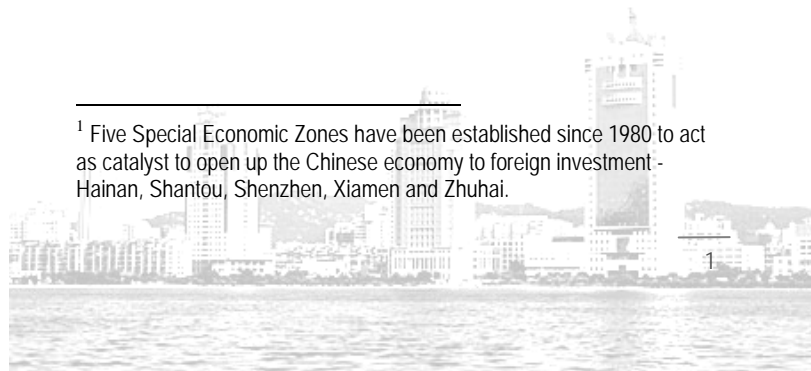 1 Five Special Economic Zones have been established since 1980 to act
as catalyst to open up the Chinese economy to foreign investment -
Hainan, Shantou, Shenzhen, Xiamen and Zhuhai.
1